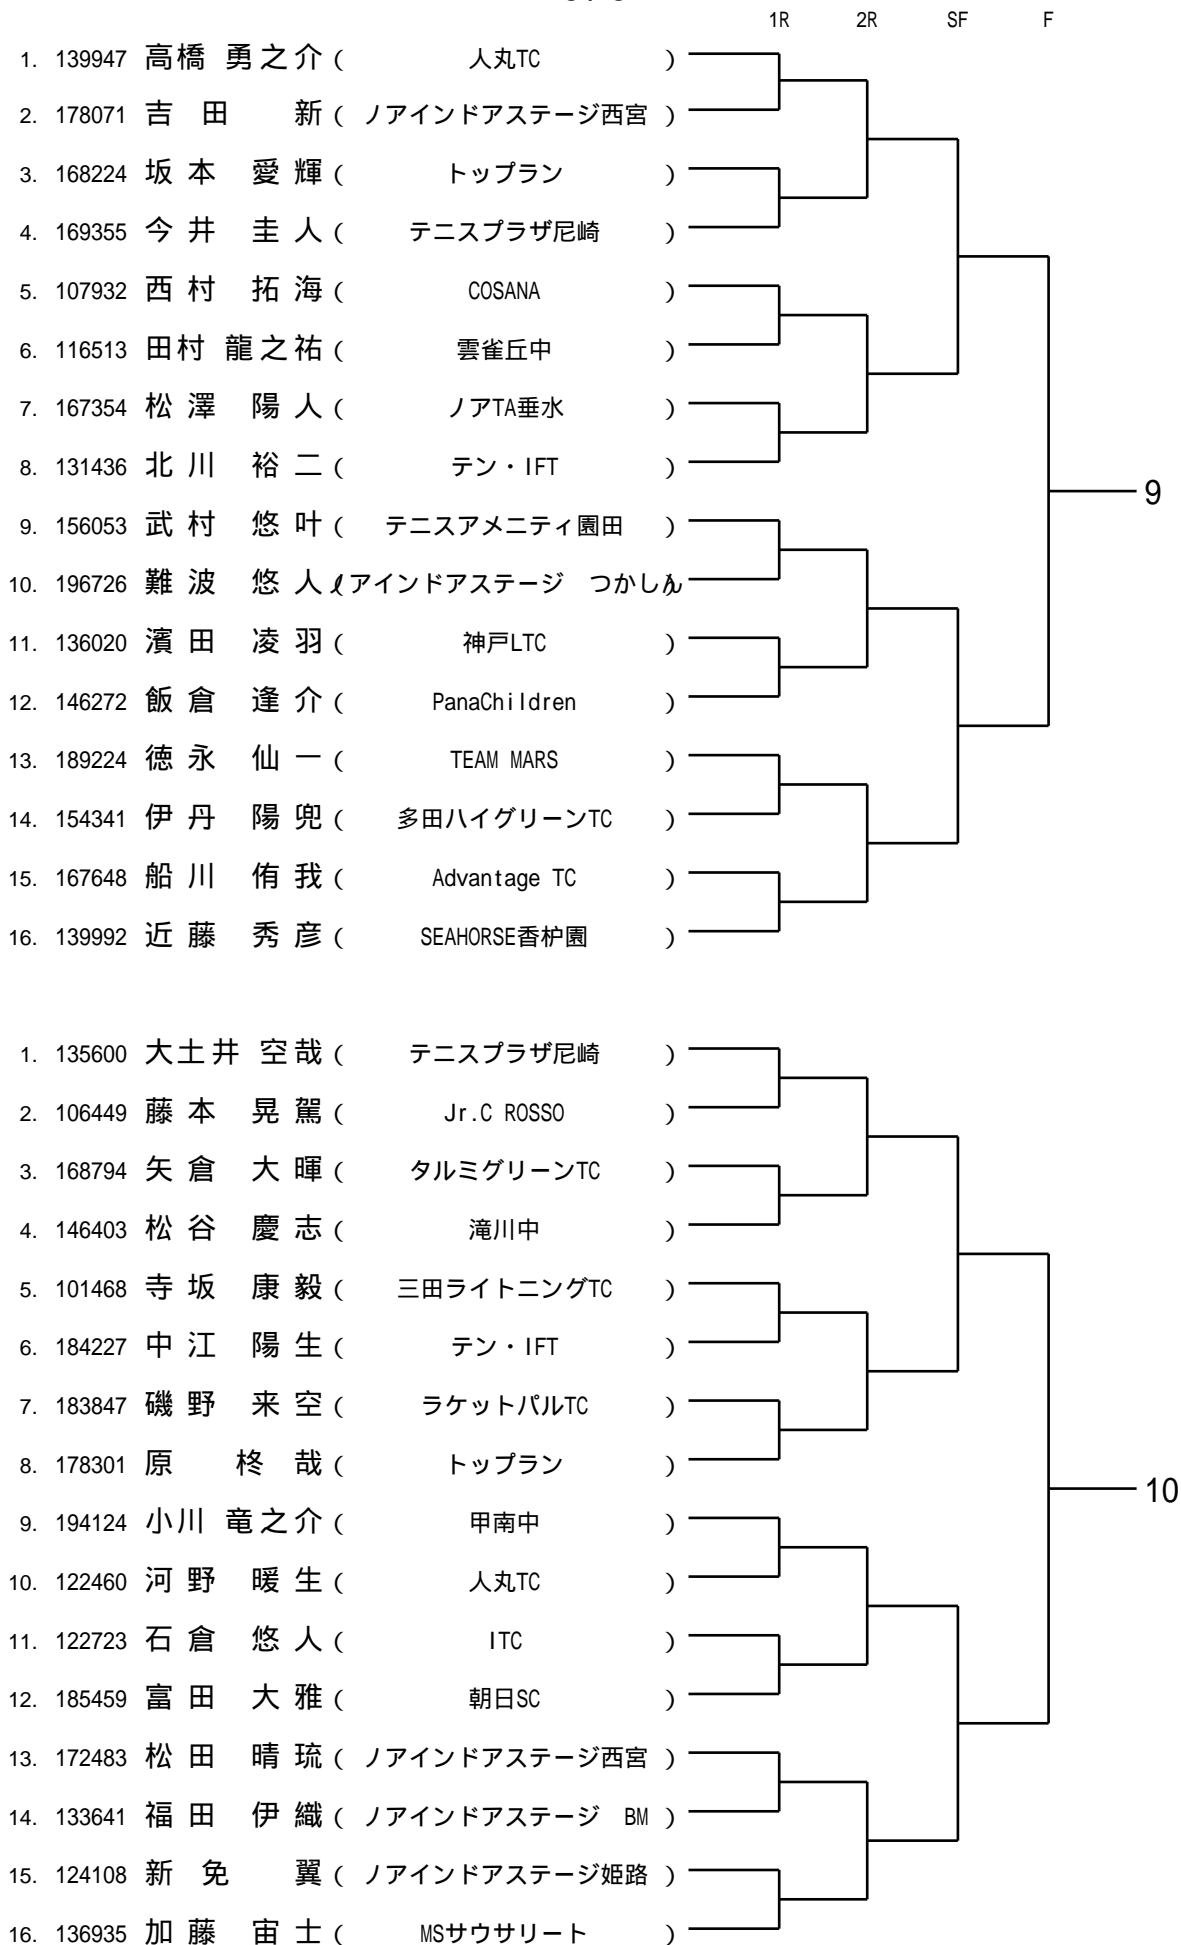 1R 2R SF F
1. 139947 高橋 勇之介 ( 人丸TC )
2. 178071 吉田 新 ( ノアインドアステージ西宮 )
3. 168224 坂本 愛輝 ( トップラン )
4. 169355 今井 圭人 ( テニスプラザ尼崎 )
5. 107932 西村 拓海 ( COSANA )
6. 116513 田村 龍之祐 ( 雲雀丘中 )
7. 167354 松澤 陽人 ( ノアTA垂水 )
8. 131436 北川 裕二 ( テン・IFT )
9
9. 156053 武村 悠叶 ( テニスアメニティ園田 )
10. 196726 難波 悠人 (ノアインドアステージ つかしん)
11. 136020 濱田 凌羽 ( 神戸LTC )
12. 146272 飯倉 逢介 ( PanaChildren )
13. 189224 徳永 仙一 ( TEAM MARS )
14. 154341 伊丹 陽兜 ( 多田ハイグリーンTC )
15. 167648 船川 侑我 ( Advantage TC )
16. 139992 近藤 秀彦 ( SEAHORSE香枦園 )
1. 135600 大土井 空哉 ( テニスプラザ尼崎 )
2. 106449 藤本 晃駕 ( Jr.C ROSSO )
3. 168794 矢倉 大暉 ( タルミグリーンTC )
4. 146403 松谷 慶志 ( 滝川中 )
5. 101468 寺坂 康毅 ( 三田ライトニングTC )
6. 184227 中江 陽生 ( テン・IFT )
7. 183847 磯野 来空 ( ラケットパルTC )
8. 178301 原 柊哉 ( トップラン )
10
9. 194124 小川 竜之介 ( 甲南中 )
10. 122460 河野 暖生 ( 人丸TC )
11. 122723 石倉 悠人 ( ITC )
12. 185459 富田 大雅 ( 朝日SC )
13. 172483 松田 晴琉 ( ノアインドアステージ西宮 )
14. 133641 福田 伊織 ( ノアインドアステージ BM )
15. 124108 新免 翼 ( ノアインドアステージ姫路 )
16. 136935 加藤 宙士 ( MSサウサリート )